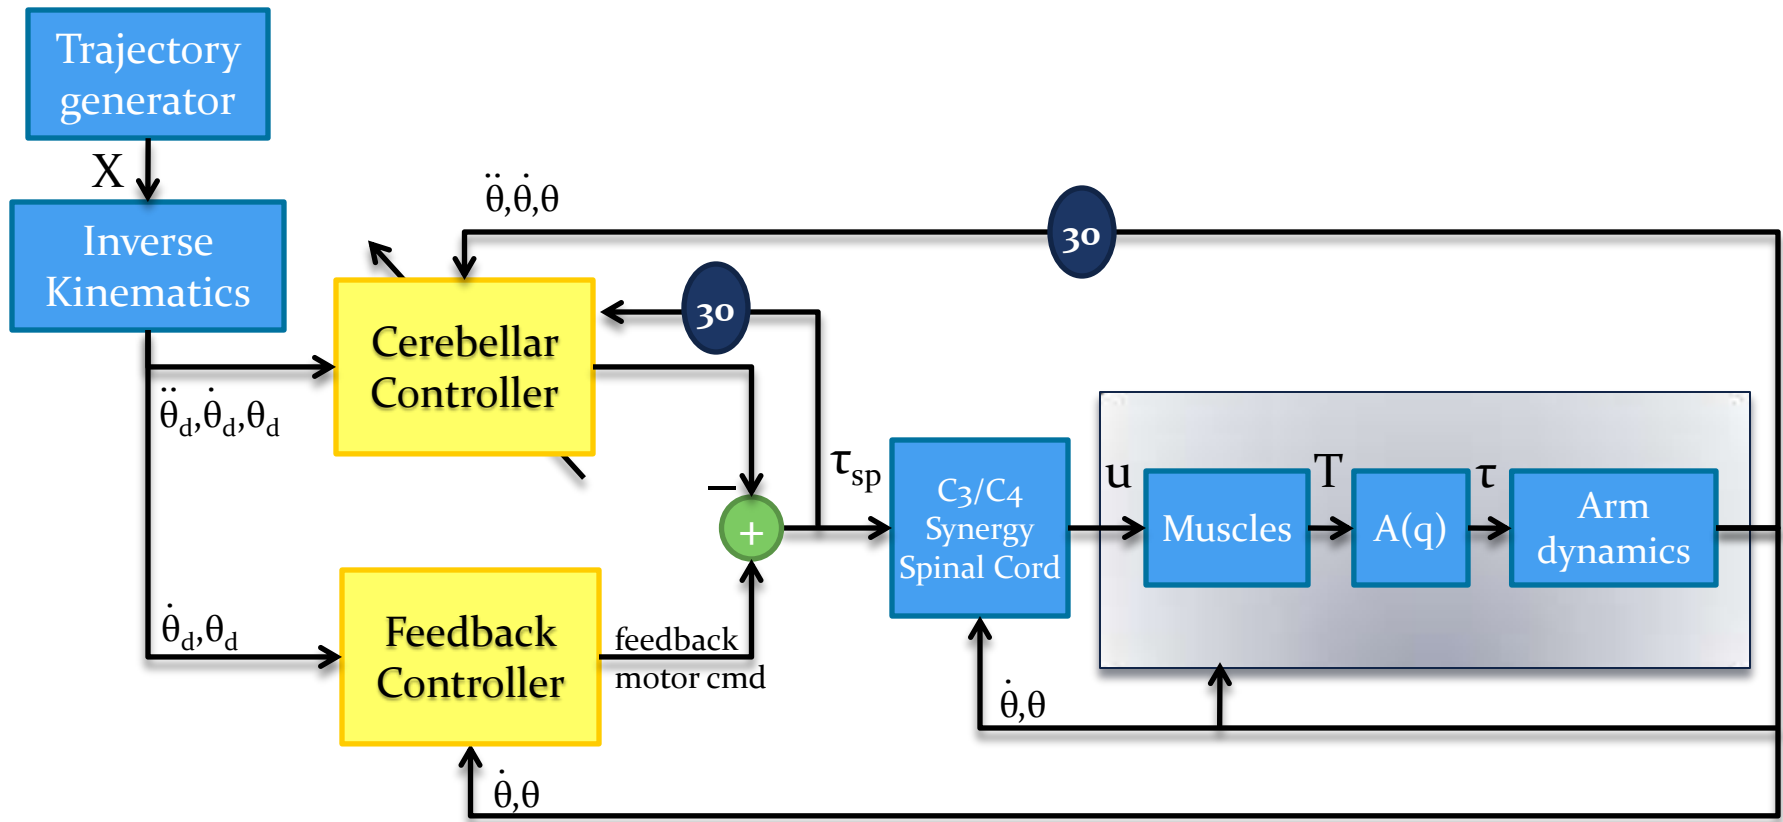 Trajectory
generator
X
Inverse
Kinematics
θ̈,θ̇,θ
30
30
Cerebellar
Controller
θ̈d,θ̇d,θd
−
+
τsp
C3/C4
Synergy
Spinal Cord
u
Muscles
T
A(q)
τ
Arm
dynamics
θ̇d,θd
Feedback
Controller
feedback
motor cmd
θ̇,θ
θ̇,θ